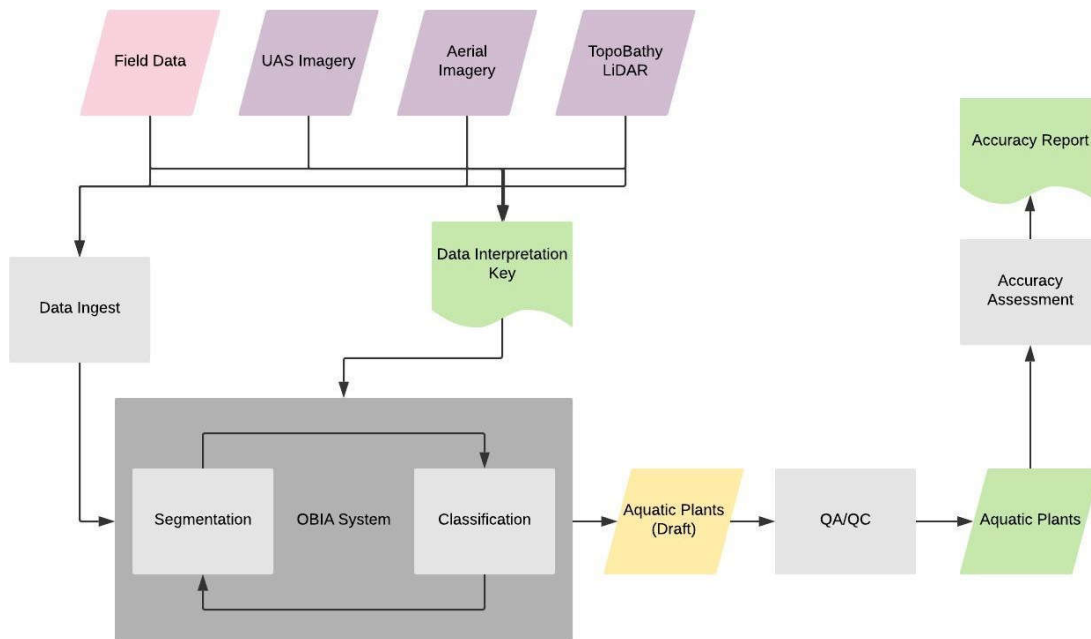 Field Data
UAS Imagery
Aerial
Imagery
TopoBathy
LiDAR
Accuracy Report
Data Interpretation
Key
Data Ingest
Accuracy
Assessment
Segmentation
OBIA System
Classification
Aquatic Plants
(Draft)
QA/QC
Aquatic Plants